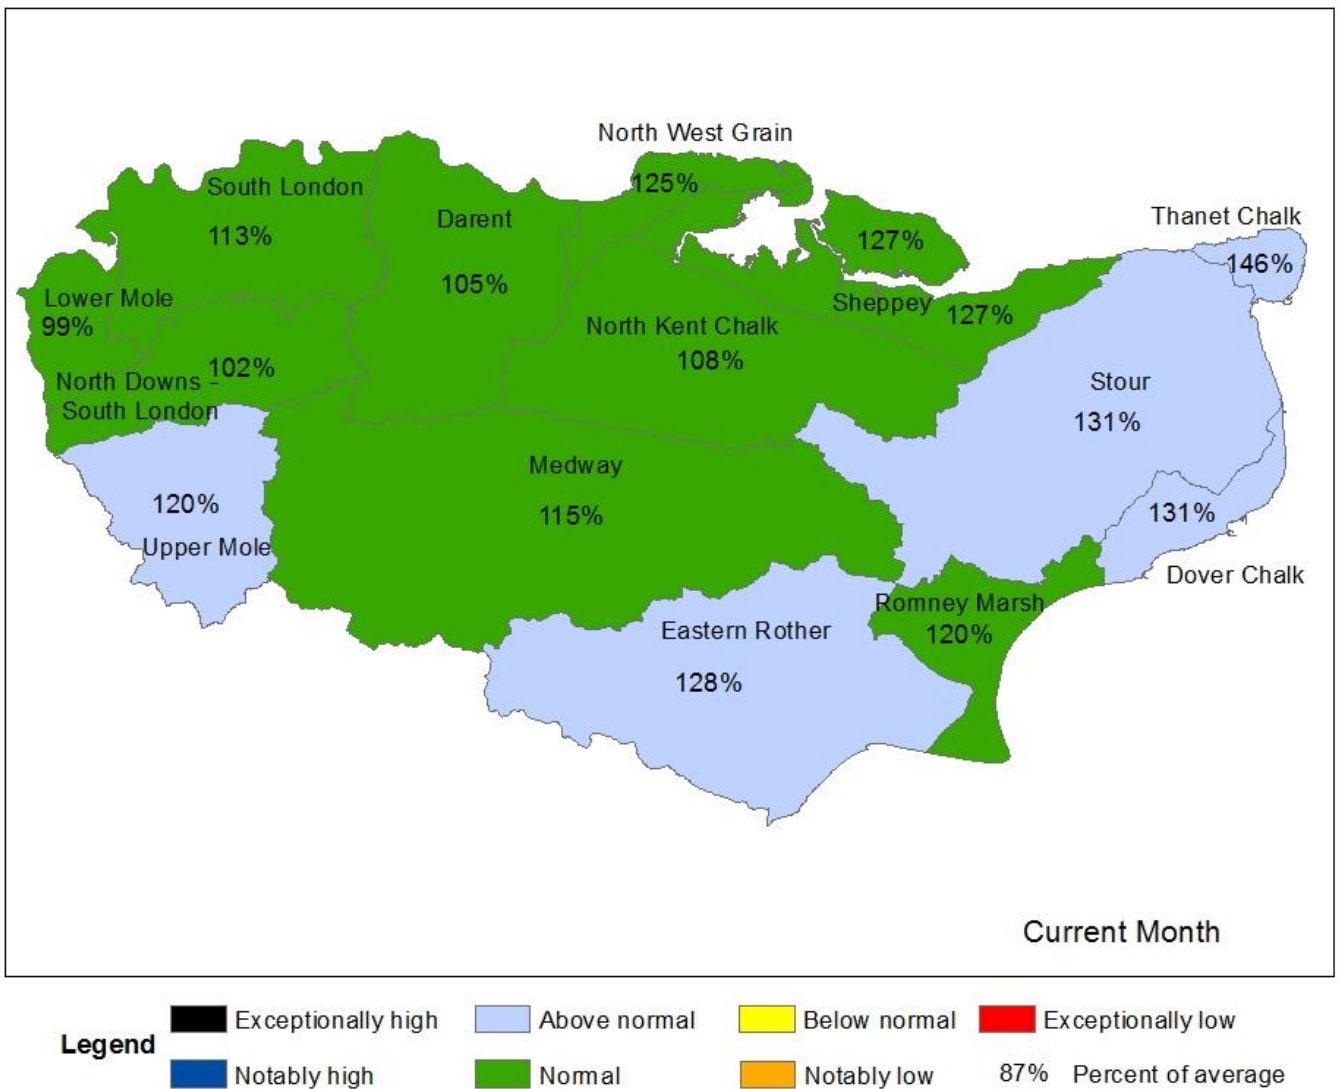 North West Grain
125%
South London
113%
Darent
105%
127%
Thanet Chalk
146%
Lower Mole
99%
Sheppey
127%
North Kent Chalk
108%
102%
North Downs -
South London
Stour
131%
Medway
115%
120%
Upper Mole
131%
Dover Chalk
Romney Marsh
120%
Eastern Rother
128%
Current Month
Legend
Exceptionally high
Above normal
Below normal
Exceptionally low
Notably high
Normal
Notably low
87% Percent of average